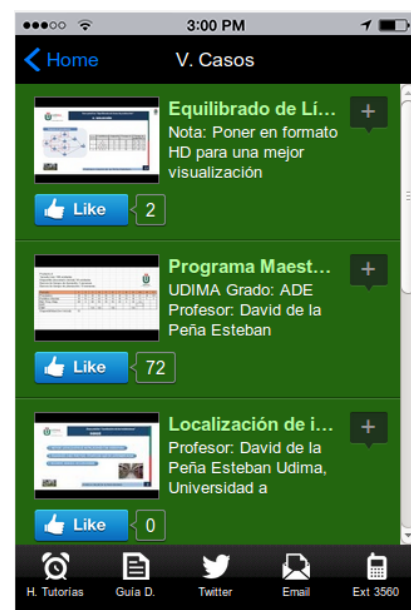 3:00 PM
Home
V. Casos
Equilibrado de Lí...
Nota: Poner en formato
HD para una mejor
visualización
Like
2
Programa Maest...
UDIMA Grado: ADE
Profesor: David de la
Peña Esteban
Like
72
Localización de i...
Profesor: David de la
Peña Esteban Udima,
Universidad a
Like
0
H. Tutorías
Guía D.
Twitter
Email
Ext 3560